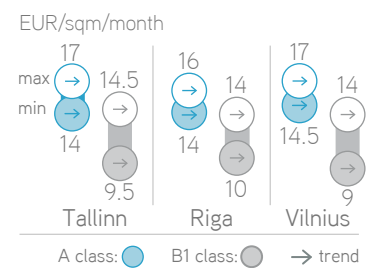 EUR/sqm/month
17 16 17
max 14.5 14 14
min
14 14 14.5
9.5 10 9
Tallinn Riga Vilnius
A class: B1 class: → trend